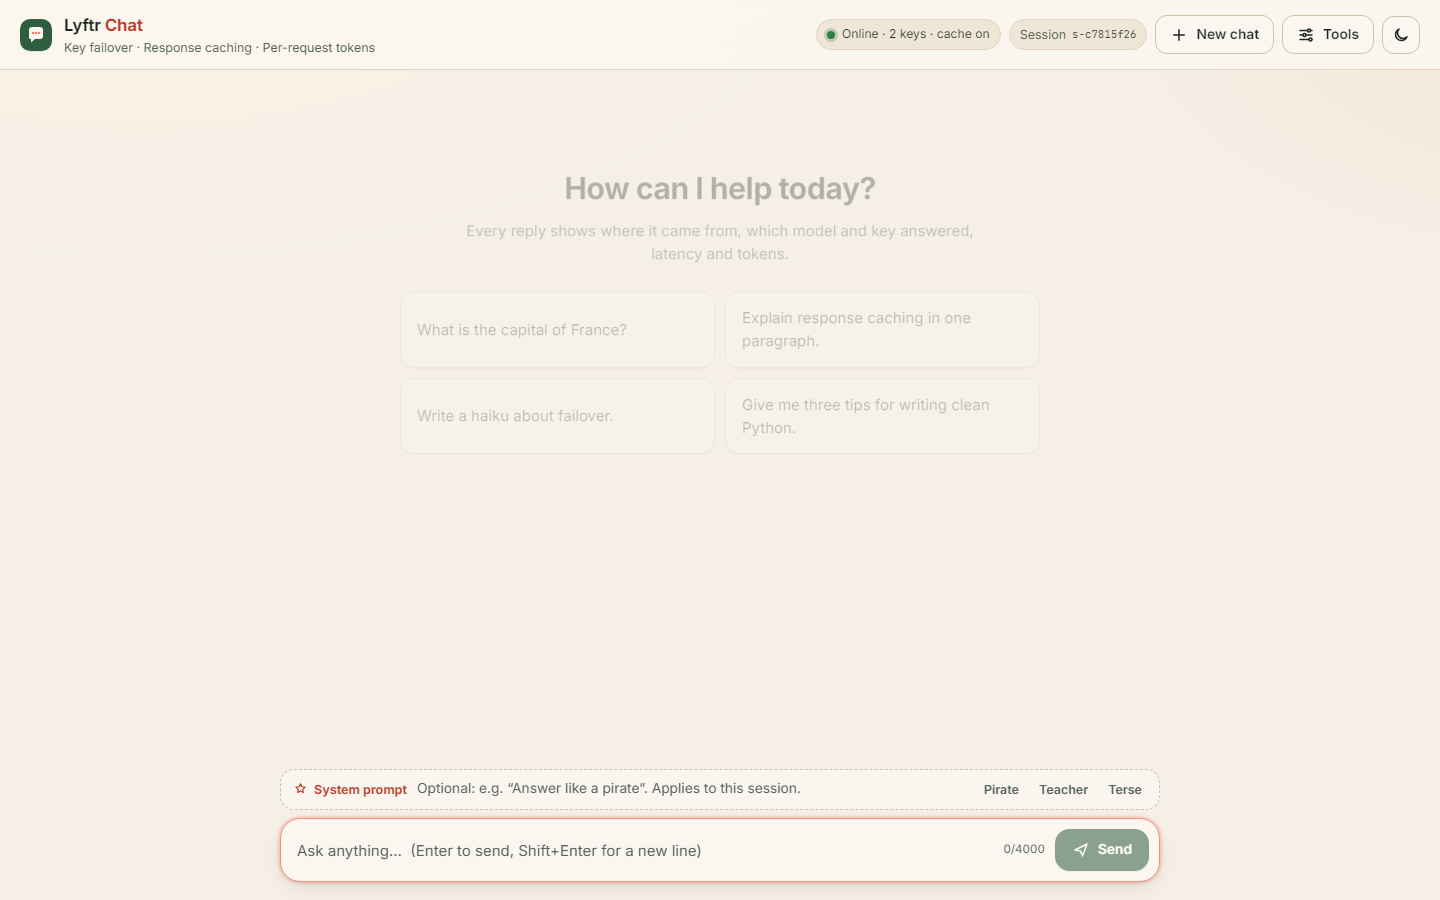 Lyftr Chat
Key failover · Response caching · Per-request tokens
Online · 2 keys · cache on
Session s-c7815f26
New chat
Tools
How can I help today?
Every reply shows where it came from, which model and key answered,
latency and tokens.
What is the capital of France?
Explain response caching in one
paragraph.
Write a haiku about failover.
Give me three tips for writing clean
Python.
System prompt
Optional: e.g. “Answer like a pirate”. Applies to this session.
Pirate
Teacher
Terse
Ask anything… (Enter to send, Shift+Enter for a new line)
0/4000
Send